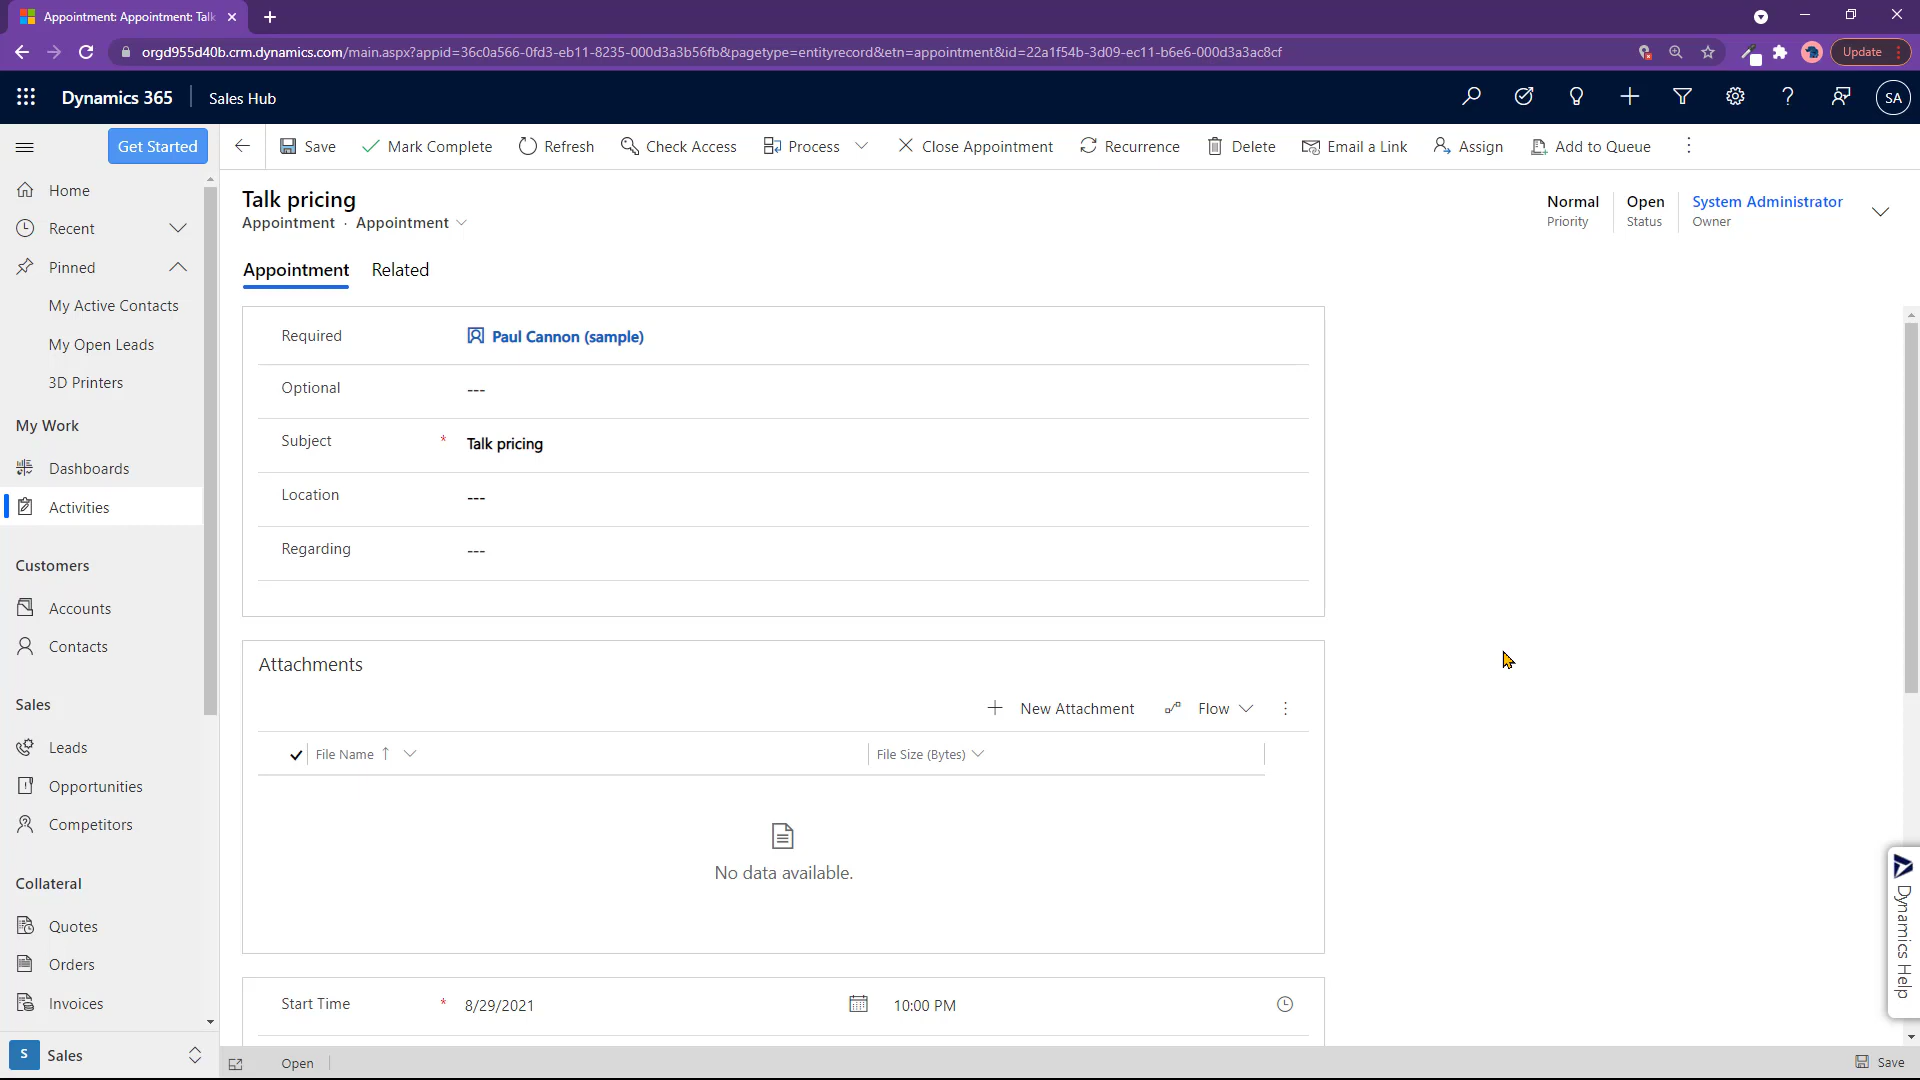 Appointment: Appointment: Talk
orgd955d40b.crm.dynamics.com/main.aspx?appid=36c0a566-0fd3-eb11-8235-000d3a3b56fb&pagetype=entityrecord&etn=appointment&id=22a1f54b-3d09-ec11-b6e6-000d3a3ac8cf
Update
Dynamics 365
Sales Hub
SA
Get Started
Save
Mark Complete
Refresh
Check Access
Process
Close Appointment
Recurrence
Delete
Email a Link
Assign
Add to Queue
Home
Recent
Pinned
My Active Contacts
My Open Leads
3D Printers
My Work
Dashboards
Activities
Customers
Accounts
Contacts
Sales
Leads
Opportunities
Competitors
Collateral
Quotes
Orders
Invoices
S Sales
Talk pricing
Appointment · Appointment
Normal
Priority
Open
Status
System Administrator
Owner
Appointment
Related
Required
Paul Cannon (sample)
Optional
---
Subject
*
Talk pricing
Location
---
Regarding
---
Attachments
New Attachment
Flow
File Name ↑
File Size (Bytes)
No data available.
Start Time
*
8/29/2021
10:00 PM
Dynamics Help
Open
Save